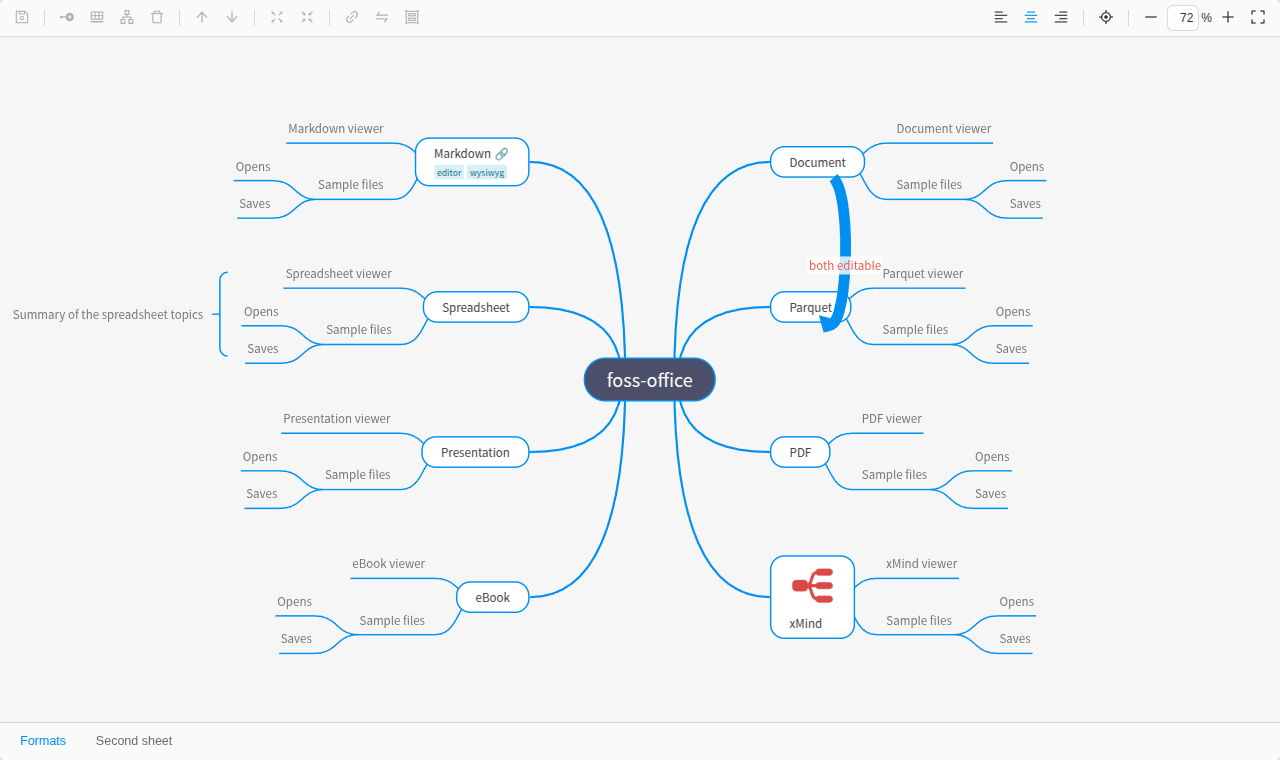 72 %
Markdown viewer
Markdown
editor wysiwyg
Opens
Sample files
Saves
Spreadsheet viewer
Summary of the spreadsheet topics
Opens
Spreadsheet
Sample files
Saves
Presentation viewer
Opens
Presentation
Sample files
Saves
eBook viewer
Opens
eBook
Sample files
Saves
foss-office
Document viewer
Document
Opens
Sample files
Saves
both editable
Parquet viewer
Parquet
Opens
Sample files
Saves
PDF viewer
PDF
Opens
Sample files
Saves
xMind viewer
xMind
Opens
Sample files
Saves
Formats
Second sheet